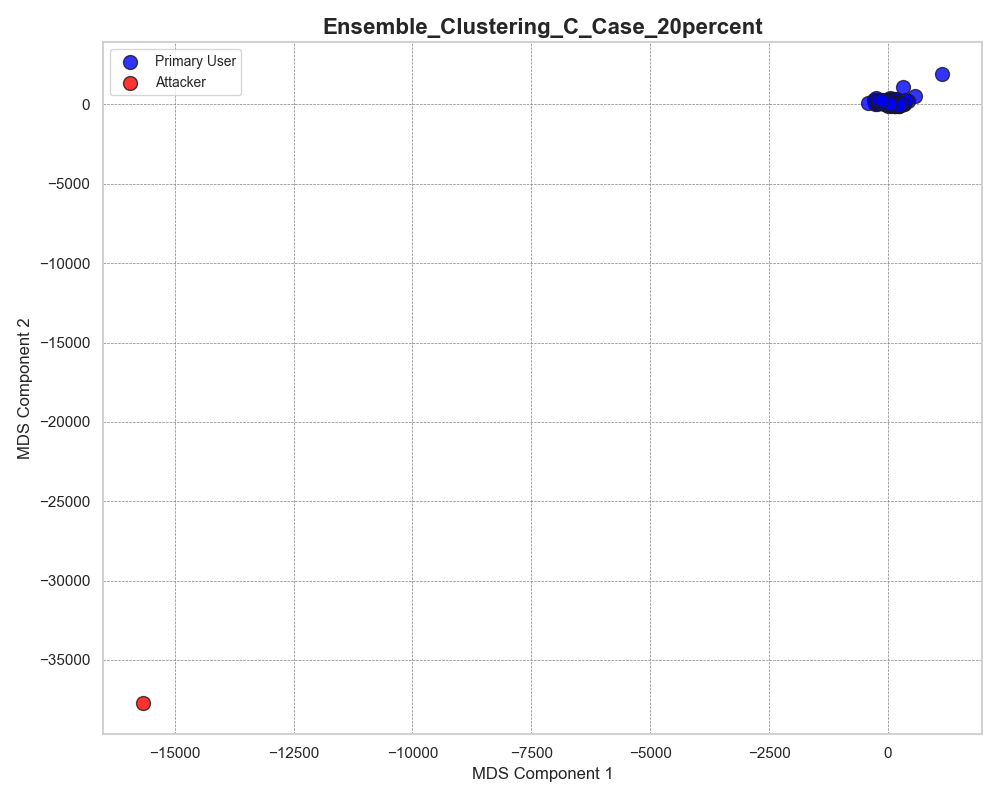 Ensemble_Clustering_C_Case_20percent
Primary User
Attacker
0
−5000
−10000
−15000
−20000
−25000
−30000
−35000
MDS Component 2
−15000 −12500 −10000 −7500 −5000 −2500 0
MDS Component 1